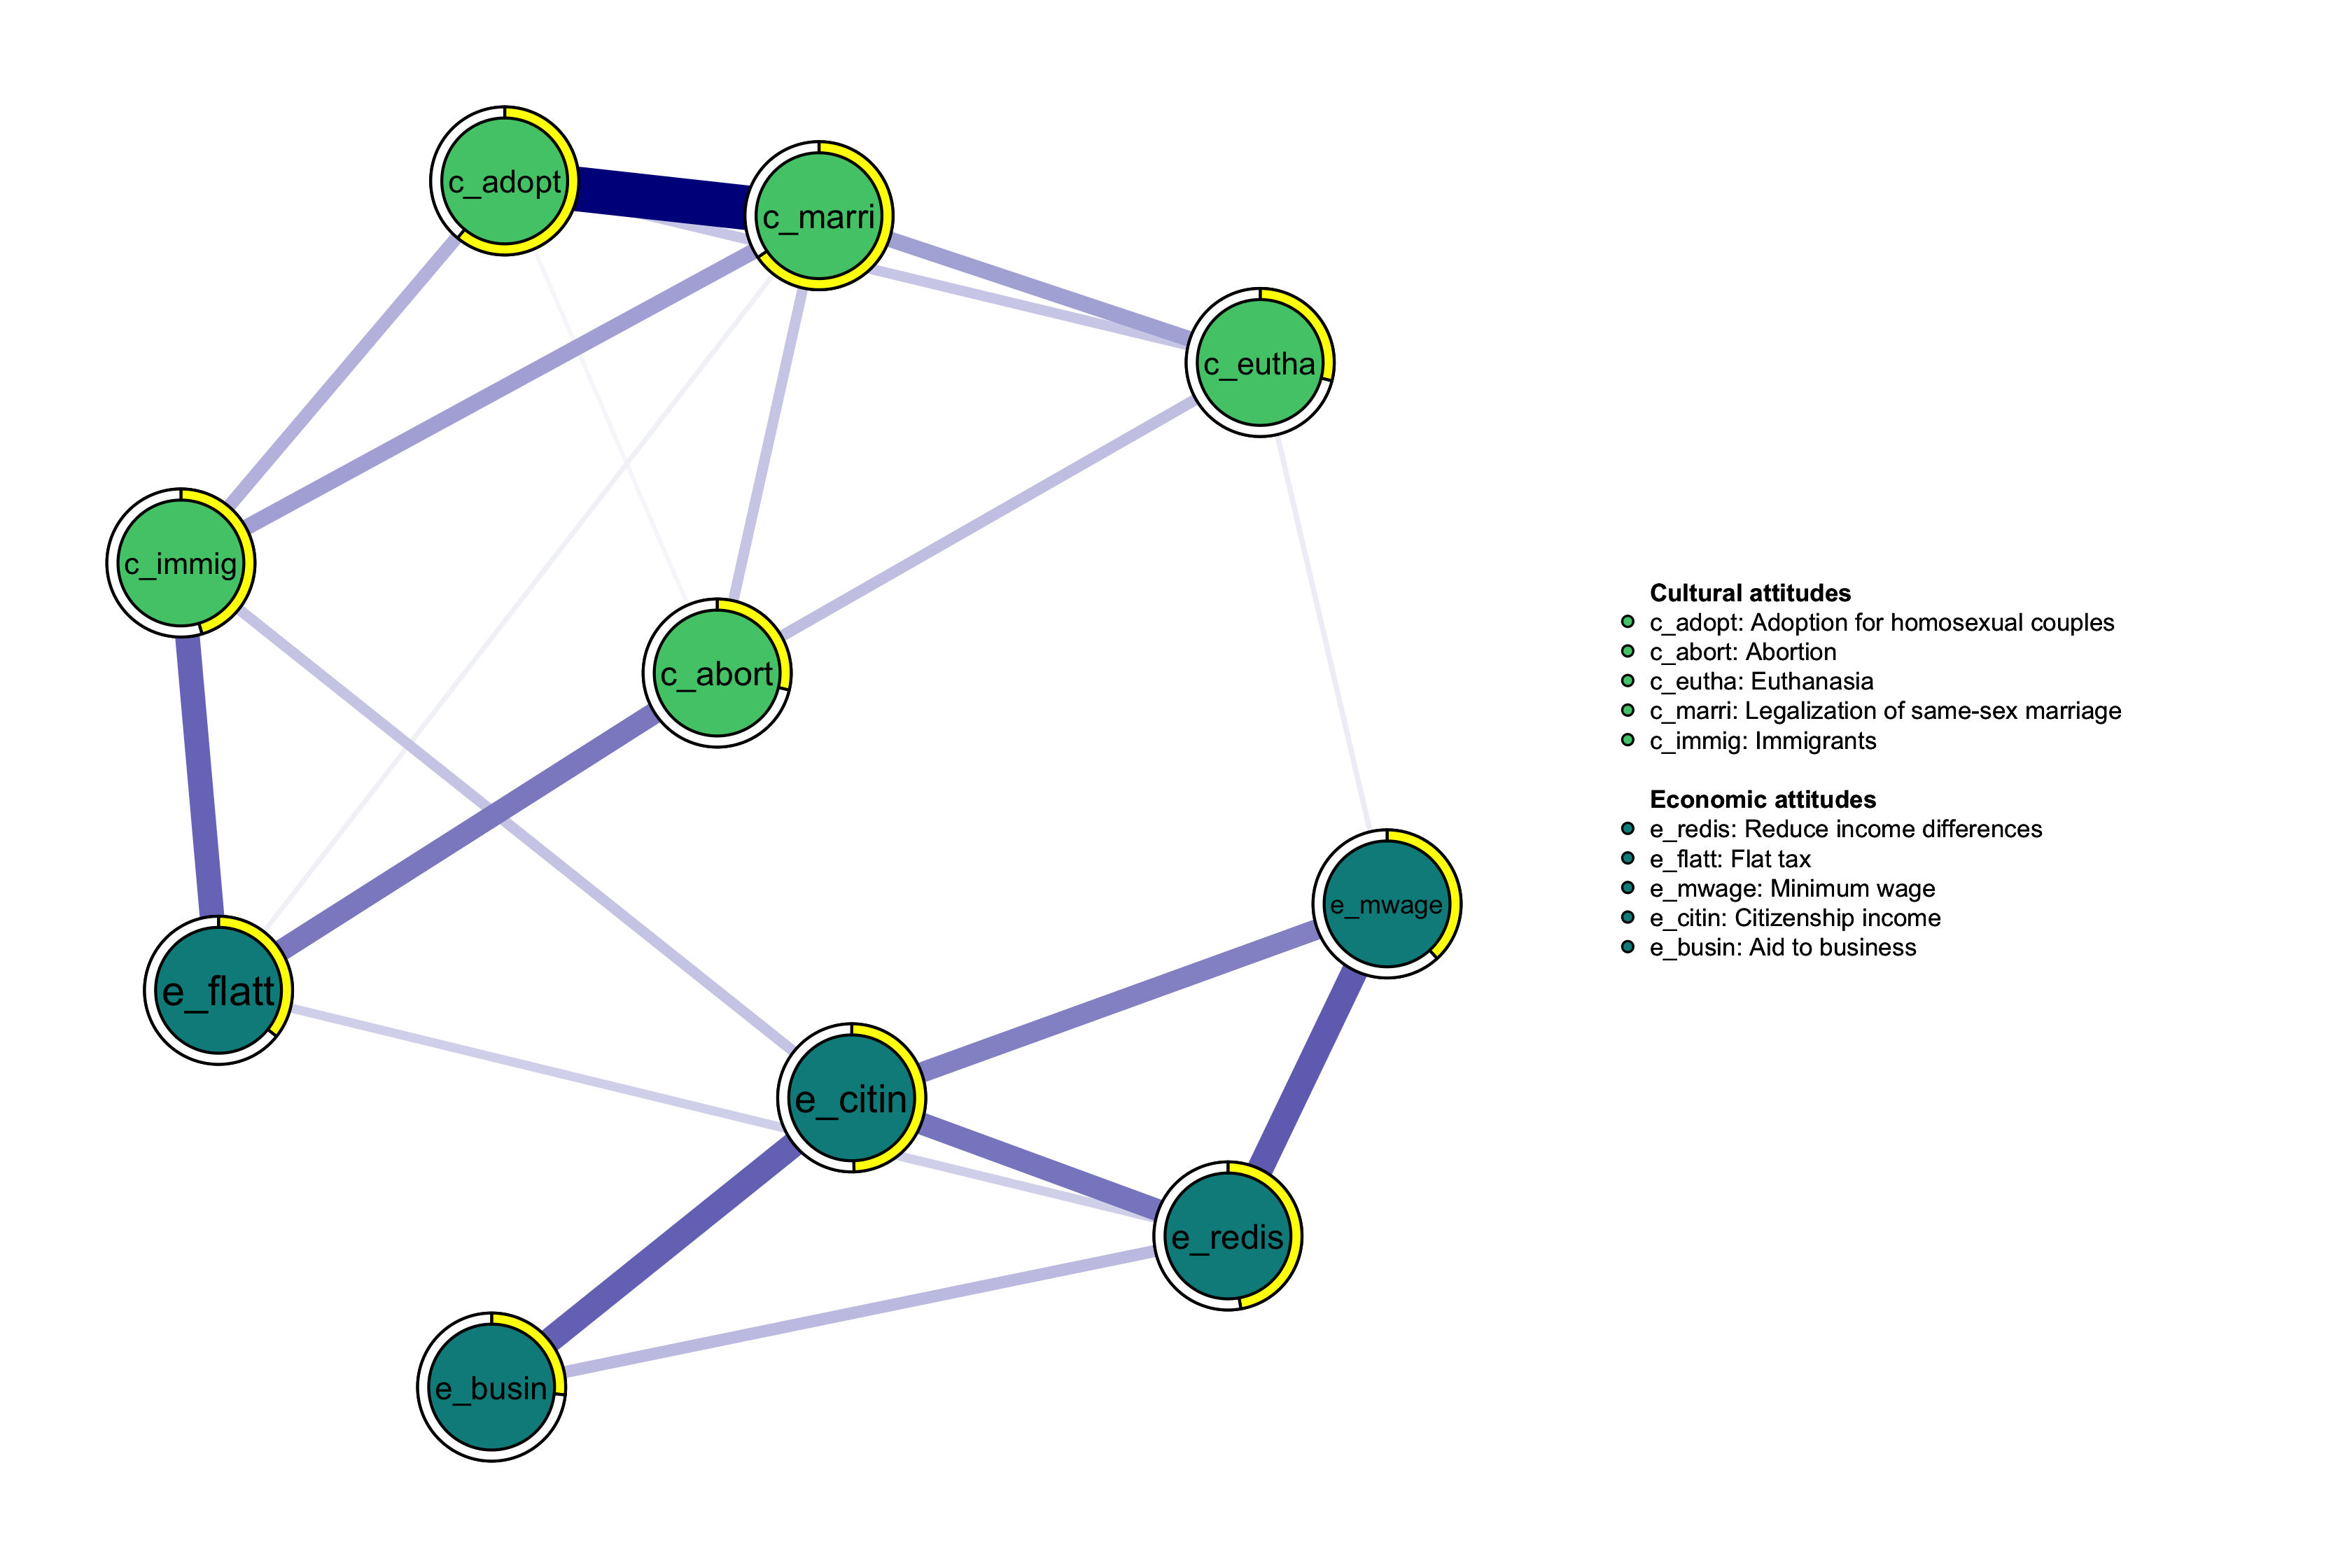 c_adopt
c_marri
c_eutha
c_immig
c_abort
e_mwage
e_flatt
e_citin
e_redis
e_busin
Cultural attitudes
c_adopt: Adoption for homosexual couples
c_abort: Abortion
c_eutha: Euthanasia
c_marri: Legalization of same-sex marriage
c_immig: Immigrants
Economic attitudes
e_redis: Reduce income differences
e_flatt: Flat tax
e_mwage: Minimum wage
e_citin: Citizenship income
e_busin: Aid to business